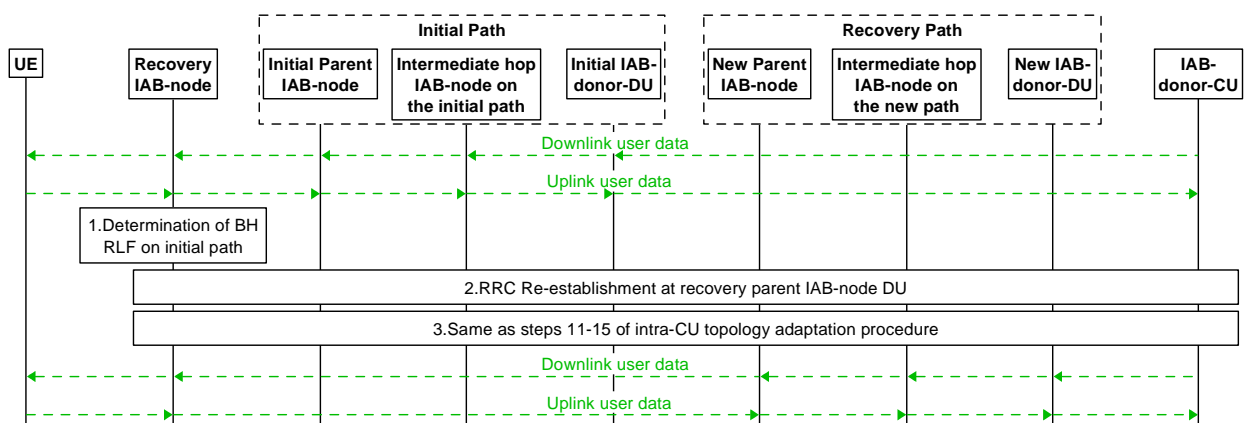 Initial Path
Recovery Path
UE
Recovery
IAB-node
Initial Parent
IAB-node
Intermediate hop
IAB-node on
the initial path
Initial IAB-
donor-DU
New Parent
IAB-node
Intermediate hop
IAB-node on
the new path
New IAB-
donor-DU
IAB-
donor-CU
Downlink user data
Uplink user data
1.Determination of BH
RLF on initial path
2.RRC Re-establishment at recovery parent IAB-node DU
3.Same as steps 11-15 of intra-CU topology adaptation procedure
Downlink user data
Uplink user data